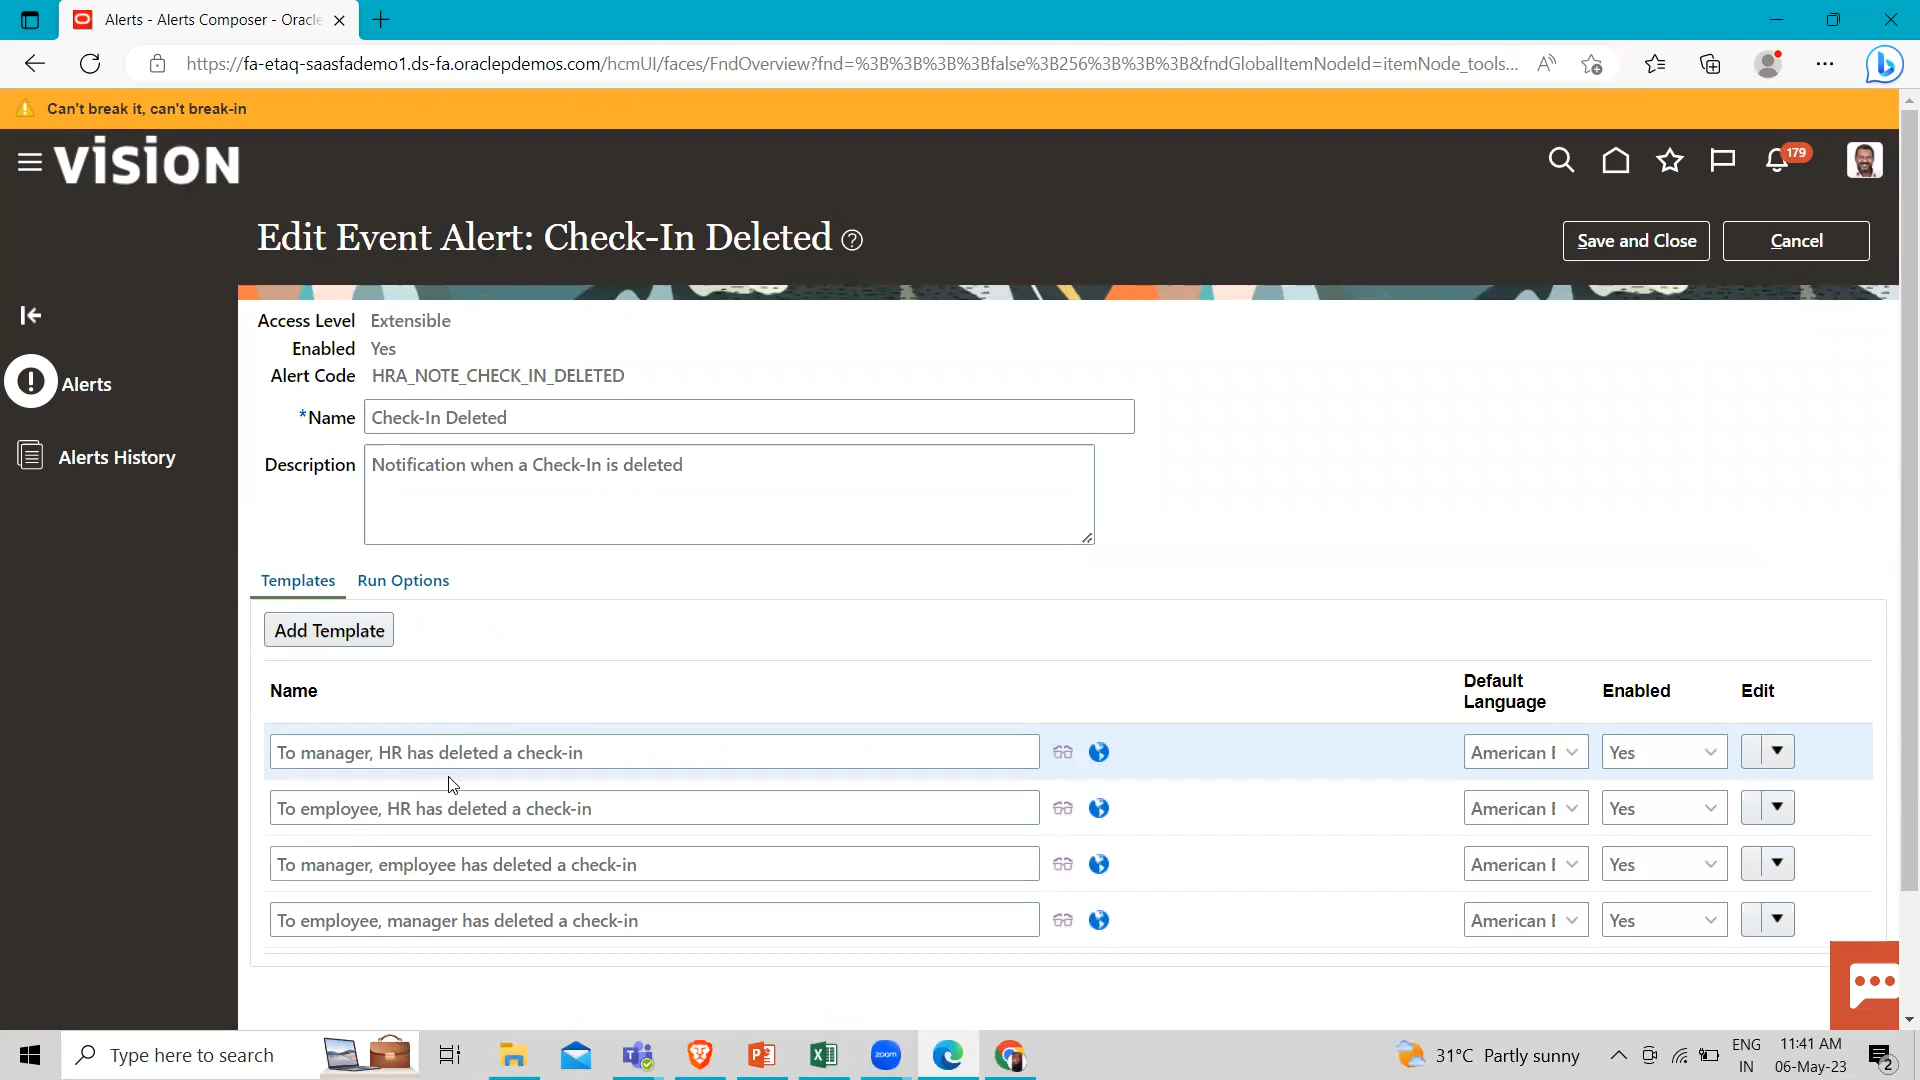 Alerts - Alerts Composer - Oracle
https://fa-etaq-saasfademo1.ds-fa.oraclepdemos.com/hcmUI/faces/FndOverview?fnd=%3B%3B%3B%3Bfalse%3B256%3B%3B%3B&fndGlobalItemNodeId=itemNode_tools...
Can't break it, can't break-in
VISION
179
Edit Event Alert: Check-In Deleted
Save and Close
Cancel
Access Level Extensible
Enabled Yes
Alert Code HRA_NOTE_CHECK_IN_DELETED
*Name Check-In Deleted
Description Notification when a Check-In is deleted
Alerts
Alerts History
Templates Run Options
Add Template
Name Default Language Enabled Edit
To manager, HR has deleted a check-in American E Yes
To employee, HR has deleted a check-in American E Yes
To manager, employee has deleted a check-in American E Yes
To employee, manager has deleted a check-in American E Yes
Type here to search
zoom
31°C Partly sunny
ENG
IN
11:41 AM
06-May-23
2